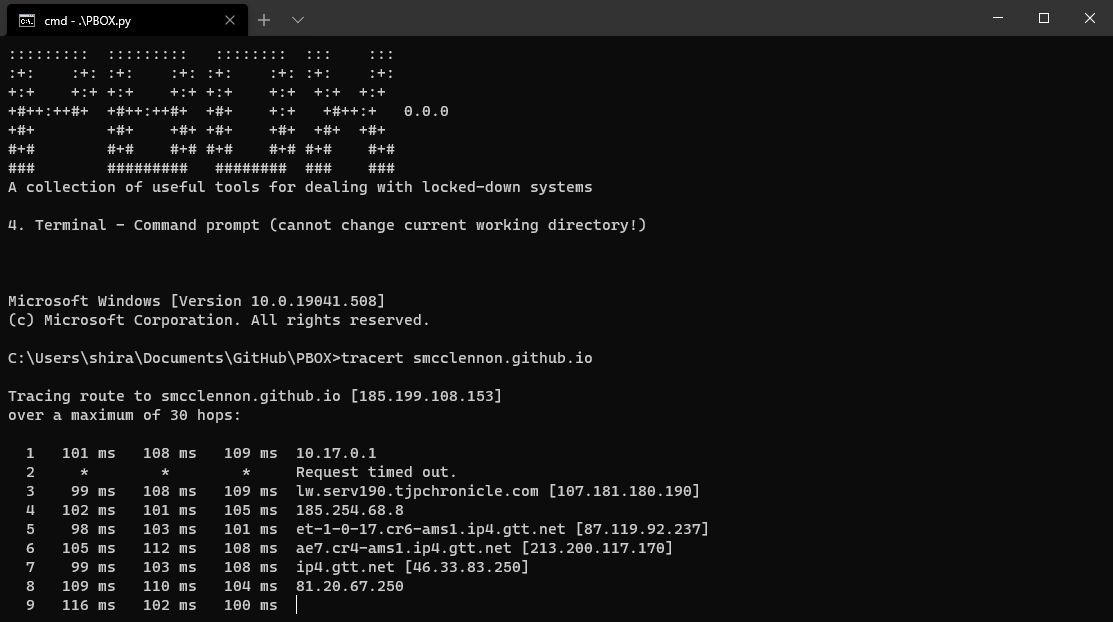 cmd - .\PBOX.py
:::::::::  :::::::::   ::::::::  :::    :::
:+:    :+: :+:    :+: :+:    :+: :+:    :+:
+:+    +:+ +:+    +:+ +:+    +:+  +:+  +:+
+#++:++#+  +#++:++#+  +#+    +:+   +#++:+   0.0.0
+#+        +#+    +#+ +#+    +#+  +#+  +#+
#+#        #+#    #+# #+#    #+# #+#    #+#
###        #########   ########  ###    ###
A collection of useful tools for dealing with locked-down systems
4. Terminal - Command prompt (cannot change current working directory!)
Microsoft Windows [Version 10.0.19041.508]
(c) Microsoft Corporation. All rights reserved.
C:\Users\shira\Documents\GitHub\PBOX>tracert smcclennon.github.io
Tracing route to smcclennon.github.io [185.199.108.153]
over a maximum of 30 hops:
  1   101 ms   108 ms   109 ms  10.17.0.1
  2     *        *        *     Request timed out.
  3    99 ms   108 ms   109 ms  lw.serv190.tjpchronicle.com [107.181.180.190]
  4   102 ms   101 ms   105 ms  185.254.68.8
  5    98 ms   103 ms   101 ms  et-1-0-17.cr6-ams1.ip4.gtt.net [87.119.92.237]
  6   105 ms   112 ms   108 ms  ae7.cr4-ams1.ip4.gtt.net [213.200.117.170]
  7    99 ms   103 ms   108 ms  ip4.gtt.net [46.33.83.250]
  8   109 ms   110 ms   104 ms  81.20.67.250
  9   116 ms   102 ms   100 ms